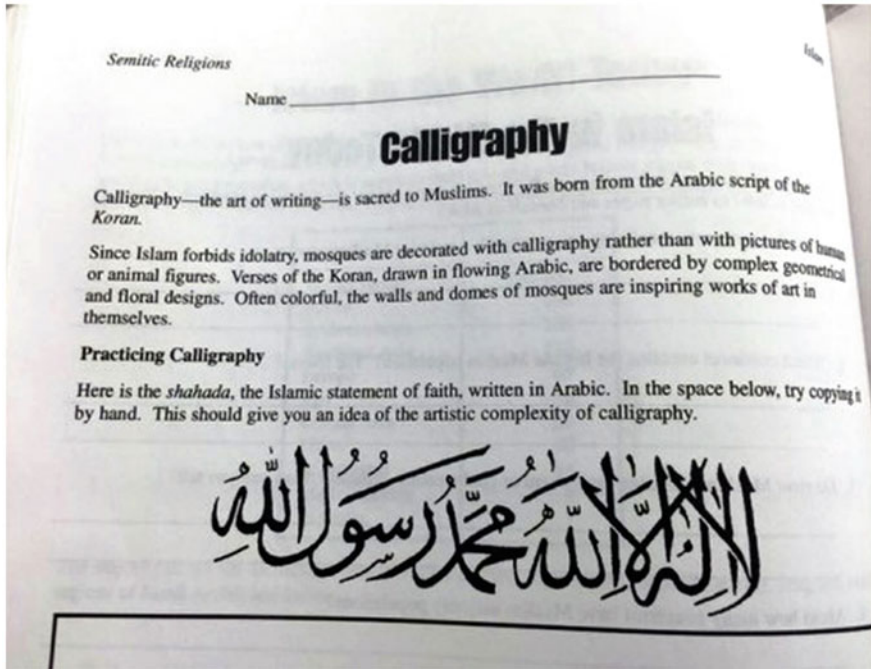 Semitic Religions
Islam
Name
Calligraphy
Calligraphy—the art of writing—is sacred to Muslims. It was born from the Arabic script of the
Koran.
Since Islam forbids idolatry, mosques are decorated with calligraphy rather than with pictures of human
or animal figures. Verses of the Koran, drawn in flowing Arabic, are bordered by complex geometrical
and floral designs. Often colorful, the walls and domes of mosques are inspiring works of art in
themselves.
Practicing Calligraphy
Here is the shahada, the Islamic statement of faith, written in Arabic. In the space below, try copying it
by hand. This should give you an idea of the artistic complexity of calligraphy.
لا إله إلا الله محمد رسول الله